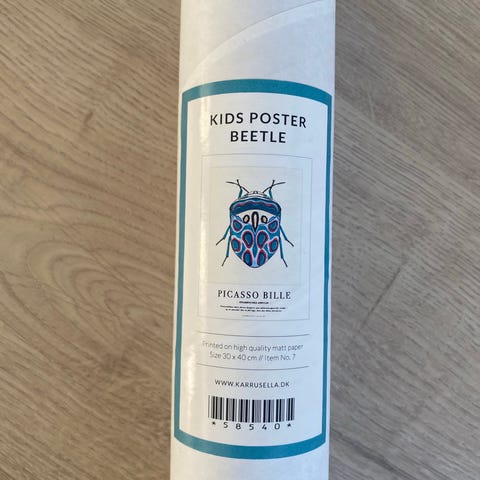 KIDS POSTER
BEETLE
PICASSO BILLE
Printed on high quality matt paper
Size 30 x 40 cm // Item No. 7
WWW.KARRUSELLA.DK
*58540*